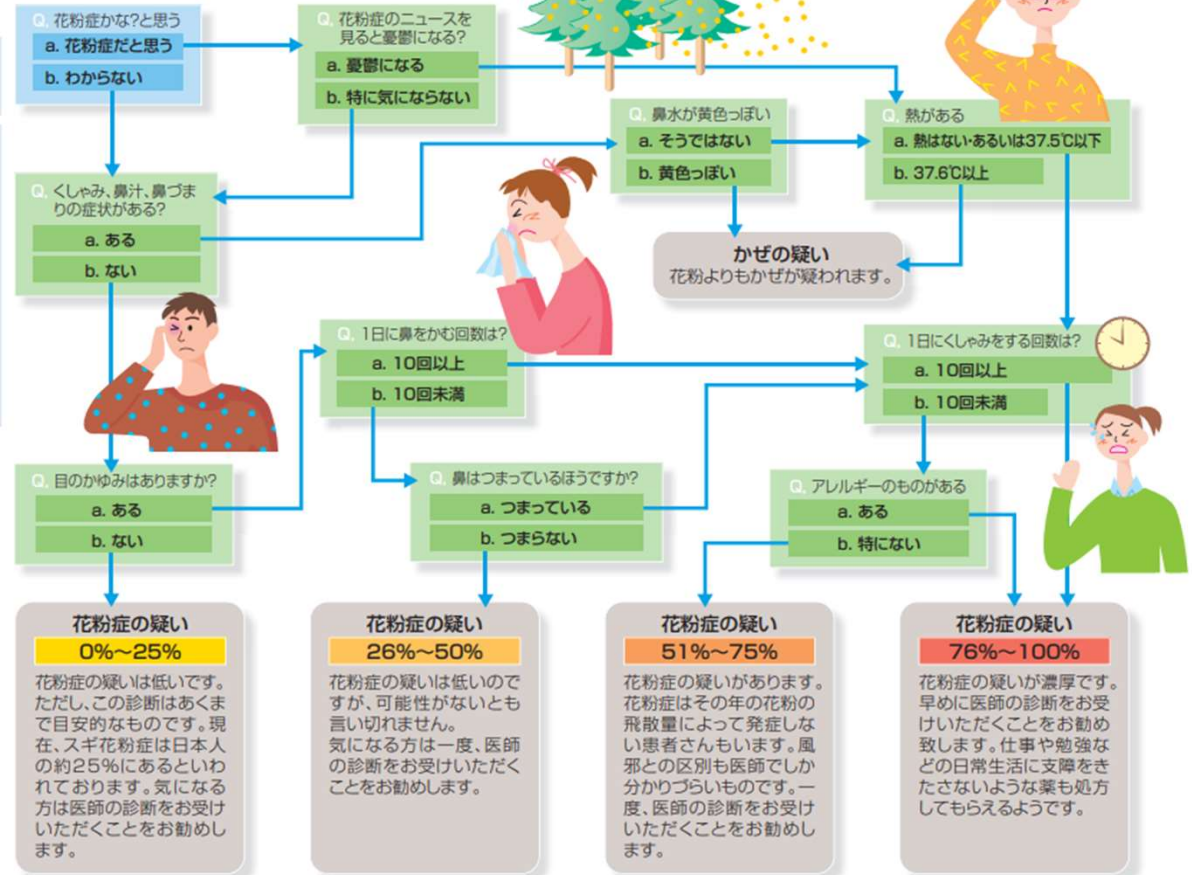 Q. 花粉症かな?と思う
a. 花粉症だと思う
b. わからない
Q. 花粉症のニュースを
見ると憂鬱になる?
a. 憂鬱になる
b. 特に気にならない
Q. 鼻水が黄色っぽい
a. そうではない
b. 黄色っぽい
Q. 熱がある
a. 熱はない・あるいは37.5℃以下
b. 37.6℃以上
Q. くしゃみ、鼻汁、鼻づま
りの症状がある?
a. ある
b. ない
かぜの疑い
花粉よりもかぜが疑われます。
Q. 1日に鼻をかむ回数は?
a. 10回以上
b. 10回未満
Q. 1日にくしゃみをする回数は?
a. 10回以上
b. 10回未満
Q. 目のかゆみはありますか?
a. ある
b. ない
Q. 鼻はつまっているほうですか?
a. つまっている
b. つまらない
Q. アレルギーのものがある
a. ある
b. 特にない
花粉症の疑い
0%〜25%
花粉症の疑いは低いです。
ただし、この診断はあくま
で目安的なものです。現
在、スギ花粉症は日本人
の約25%にあるといわ
れております。気になる
方は医師の診断をお受け
いただくことをお勧めし
ます。
花粉症の疑い
26%〜50%
花粉症の疑いは低いので
すが、可能性がないとも
言い切れません。
気になる方は一度、医師
の診断をお受けいただく
ことをお勧めします。
花粉症の疑い
51%〜75%
花粉症の疑いがあります。
花粉症はその年の花粉の
飛散量によって発症しな
い患者さんもいます。風
邪との区別も医師でしか
分かりづらいものです。一
度、医師の診断をお受け
いただくことをお勧めし
ます。
花粉症の疑い
76%〜100%
花粉症の疑いが濃厚です。
早めに医師の診断をお受
けいただくことをお勧め
致します。仕事や勉強な
どの日常生活に支障をき
たさないような薬も処方
してもらえるようです。